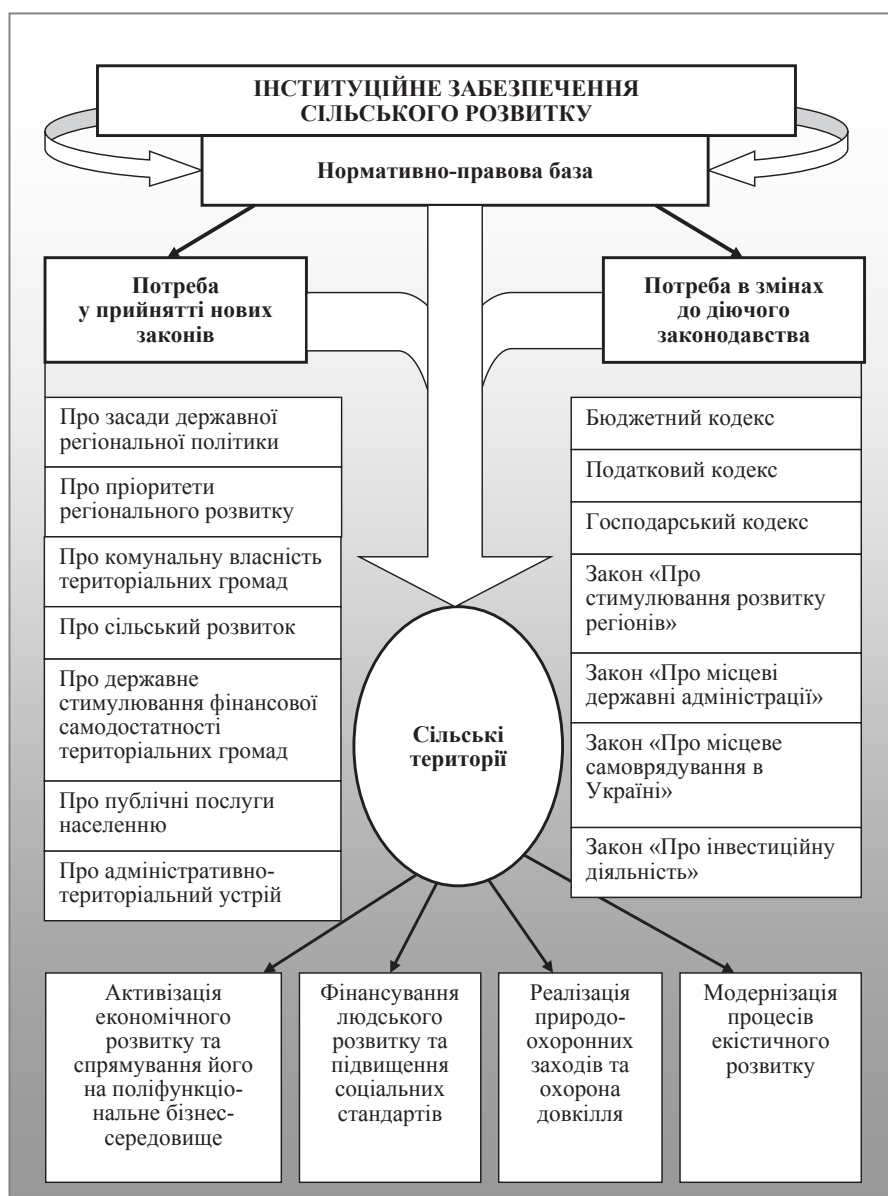 ІНСТИТУЦІЙНЕ ЗАБЕЗПЕЧЕННЯ
СІЛЬСЬКОГО РОЗВИТКУ
Нормативно-правова база
Потреба
у прийнятті нових
законів
Потреба в змінах
до діючого
законодавства
Про засади державної
регіональної політики
Про пріоритети
регіонального розвитку
Про комунальну власність
територіальних громад
Про сільський розвиток
Про державне
стимулювання фінансової
самодостатності
територіальних громад
Про публічні послуги
населенню
Про адміністративно-
територіальний устрій
Бюджетний кодекс
Податковий кодекс
Господарський кодекс
Закон «Про
стимулювання розвитку
регіонів»
Закон «Про місцеві
державні адміністрації»
Закон «Про місцеве
самоврядування в
Україні»
Закон «Про інвестиційну
діяльність»
Сільські
території
Активізація
економічного
розвитку та
спрямування його
на поліфункціо-
нальне бізнес-
середовище
Фінансування
людського
розвитку та
підвищення
соціальних
стандартів
Реалізація
природо-
охоронних
заходів та
охорона
довкілля
Модернізація
процесів
екістичного
розвитку